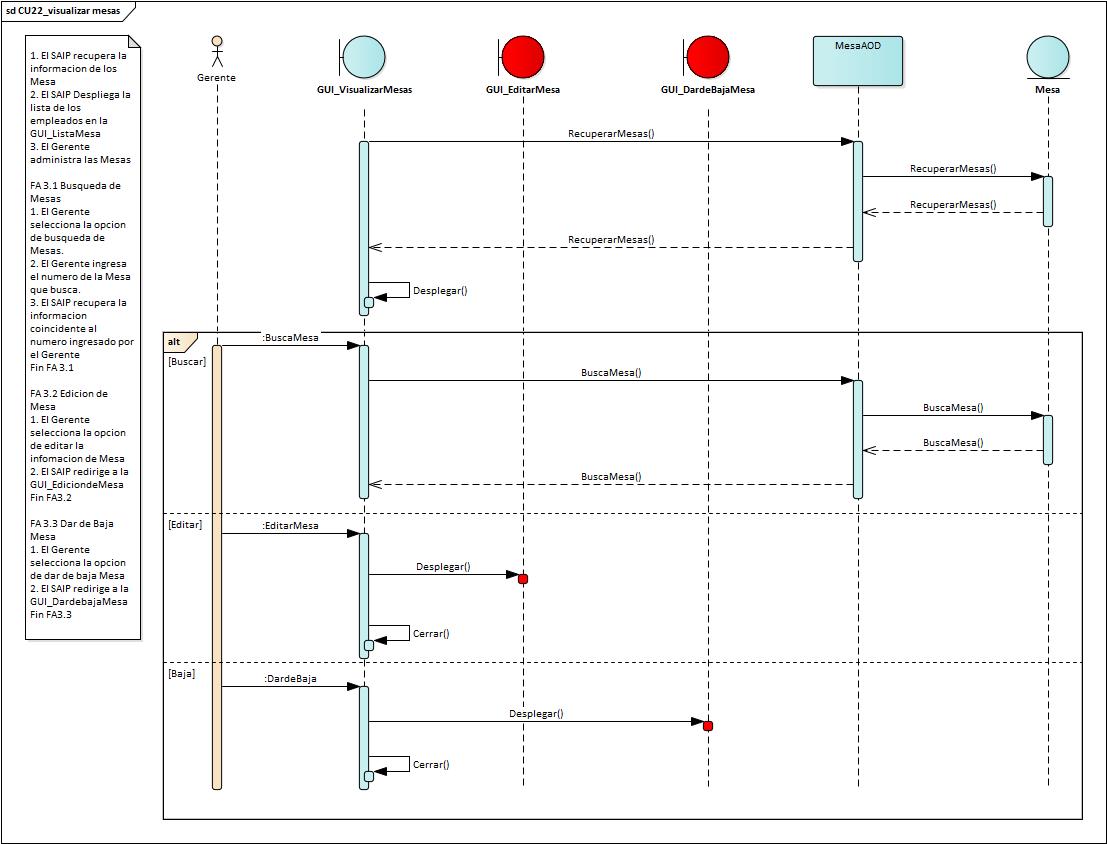 sd CU22_visualizar mesas
1. El SAIP recupera la
informacion de los
Mesa
2. El SAIP Despliega la
lista de los
empleados en la
GUI_ListaMesa
3. El Gerente
administra las Mesas
FA 3.1 Busqueda de
Mesas
1. El Gerente
selecciona la opcion
de busqueda de
Mesas.
2. El Gerente ingresa
el numero de la Mesa
que busca.
3. El SAIP recupera la
informacion
coincidente al
numero ingresado por
el Gerente
Fin FA 3.1
FA 3.2 Edicion de
Mesa
1. El Gerente
selecciona la opcion
de editar la
infomacion de Mesa
2. El SAIP redirige a la
GUI_EdiciondeMesa
Fin FA3.2
FA 3.3 Dar de Baja
Mesa
1. El Gerente
selecciona la opcion
de dar de baja Mesa
2. El SAIP redirige a la
GUI_DardebajaMesa
Fin FA3.3
Gerente
GUI_VisualizarMesas
GUI_EditarMesa
GUI_DardeBajaMesa
MesaAOD
Mesa
RecuperarMesas()
RecuperarMesas()
RecuperarMesas()
RecuperarMesas()
Desplegar()
alt
[Buscar]
:BuscaMesa
BuscaMesa()
BuscaMesa()
BuscaMesa()
BuscaMesa()
[Editar]
:EditarMesa
Desplegar()
Cerrar()
[Baja]
:DardeBaja
Desplegar()
Cerrar()